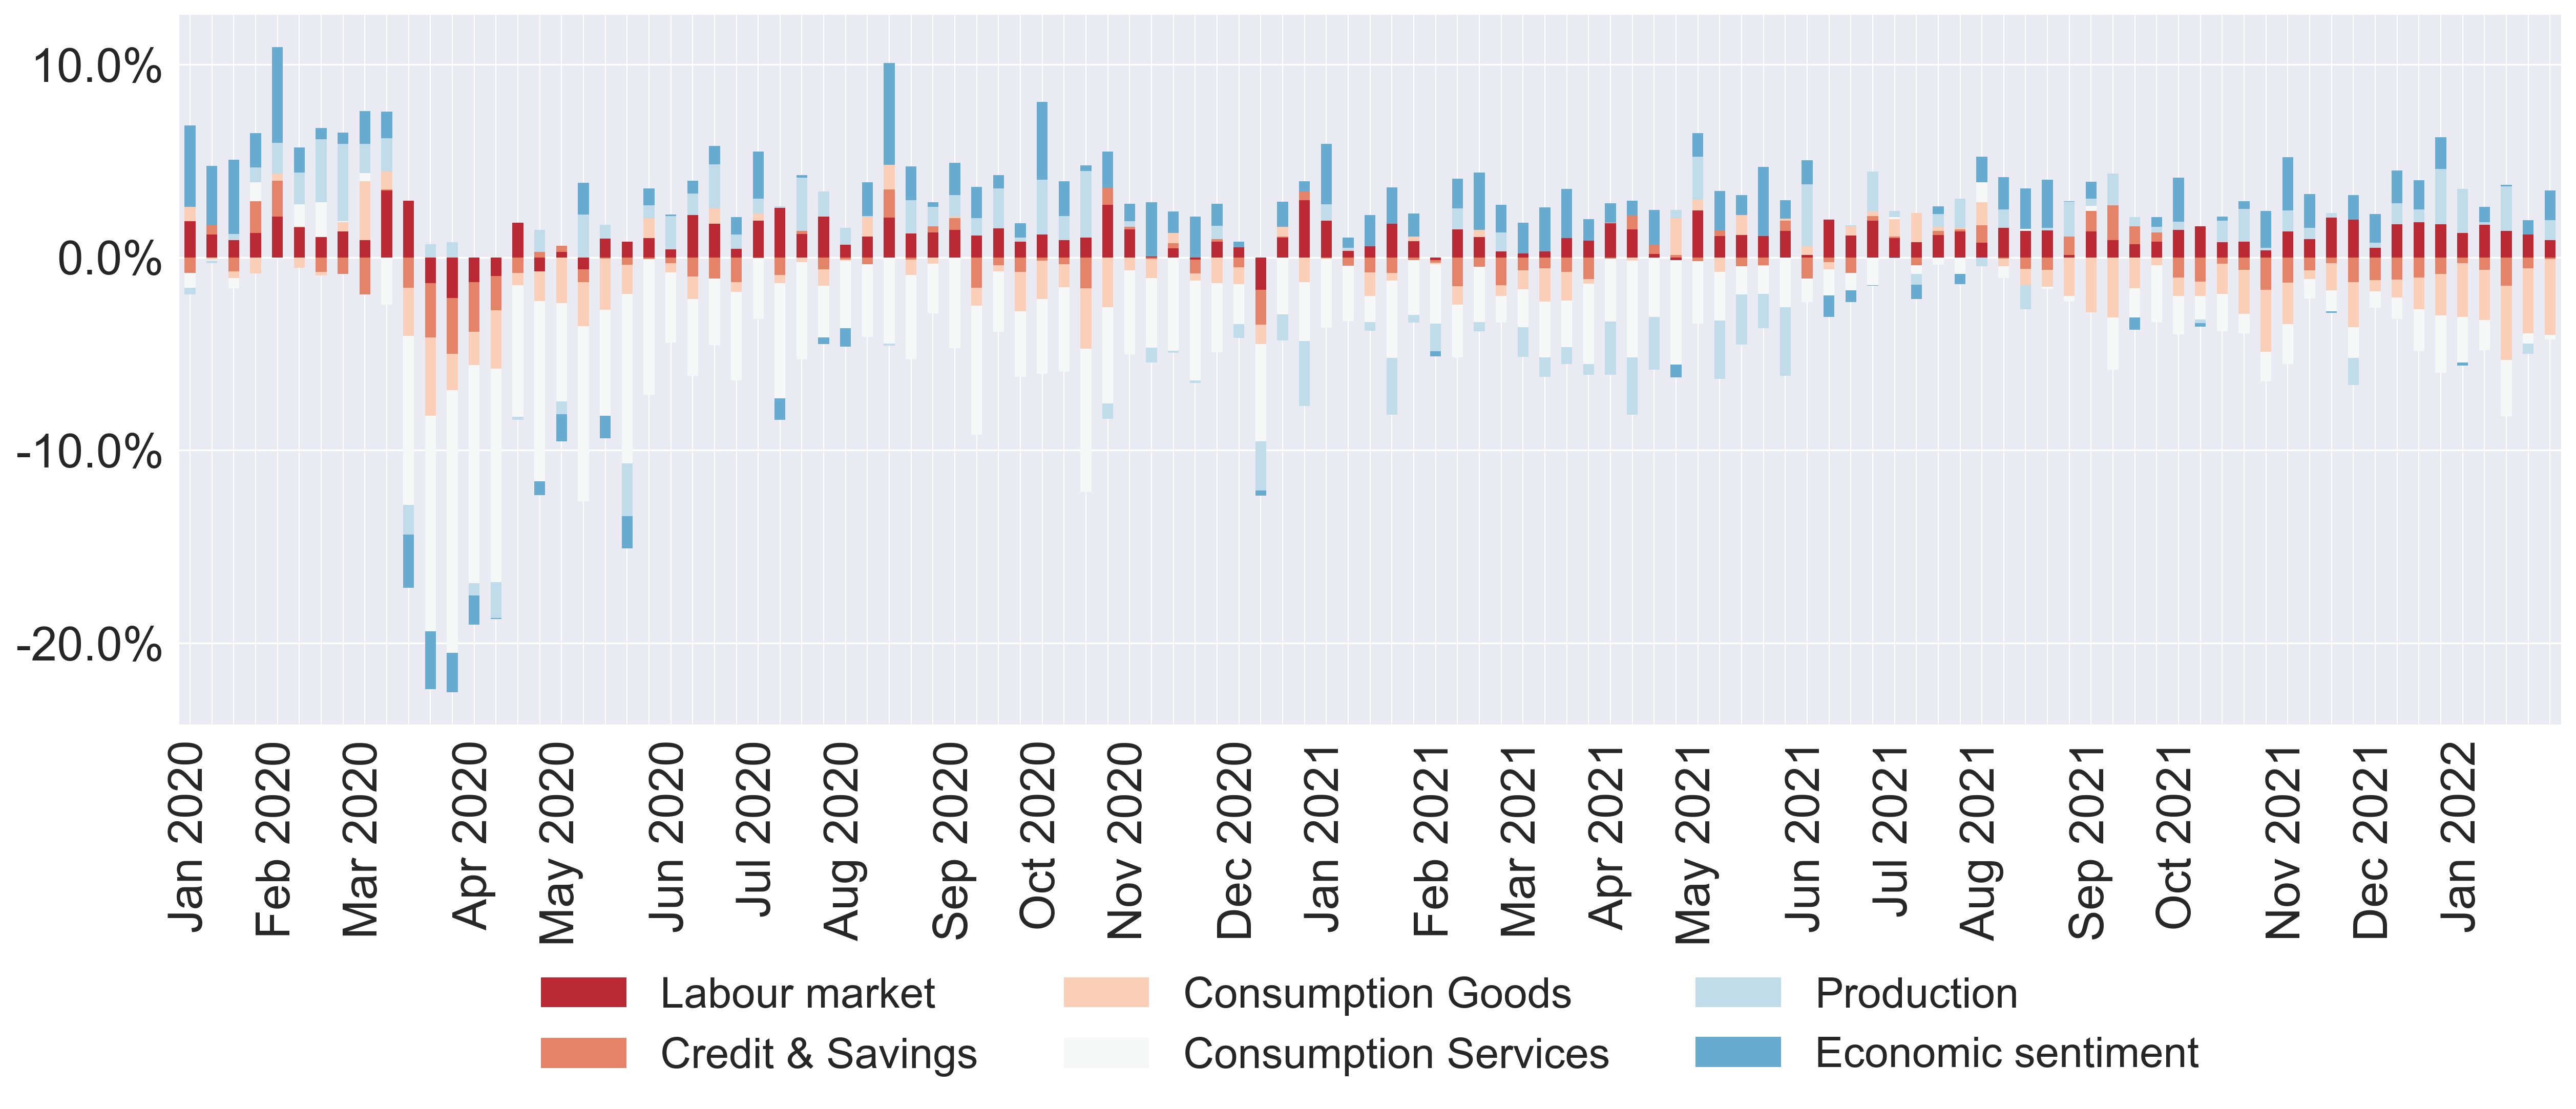 10.0%
0.0%
-10.0%
-20.0%
Jan 2020
Feb 2020
Mar 2020
Apr 2020
May 2020
Jun 2020
Jul 2020
Aug 2020
Sep 2020
Oct 2020
Nov 2020
Dec 2020
Jan 2021
Feb 2021
Mar 2021
Apr 2021
May 2021
Jun 2021
Jul 2021
Aug 2021
Sep 2021
Oct 2021
Nov 2021
Dec 2021
Jan 2022
Labour market
Consumption Goods
Production
Credit & Savings
Consumption Services
Economic sentiment